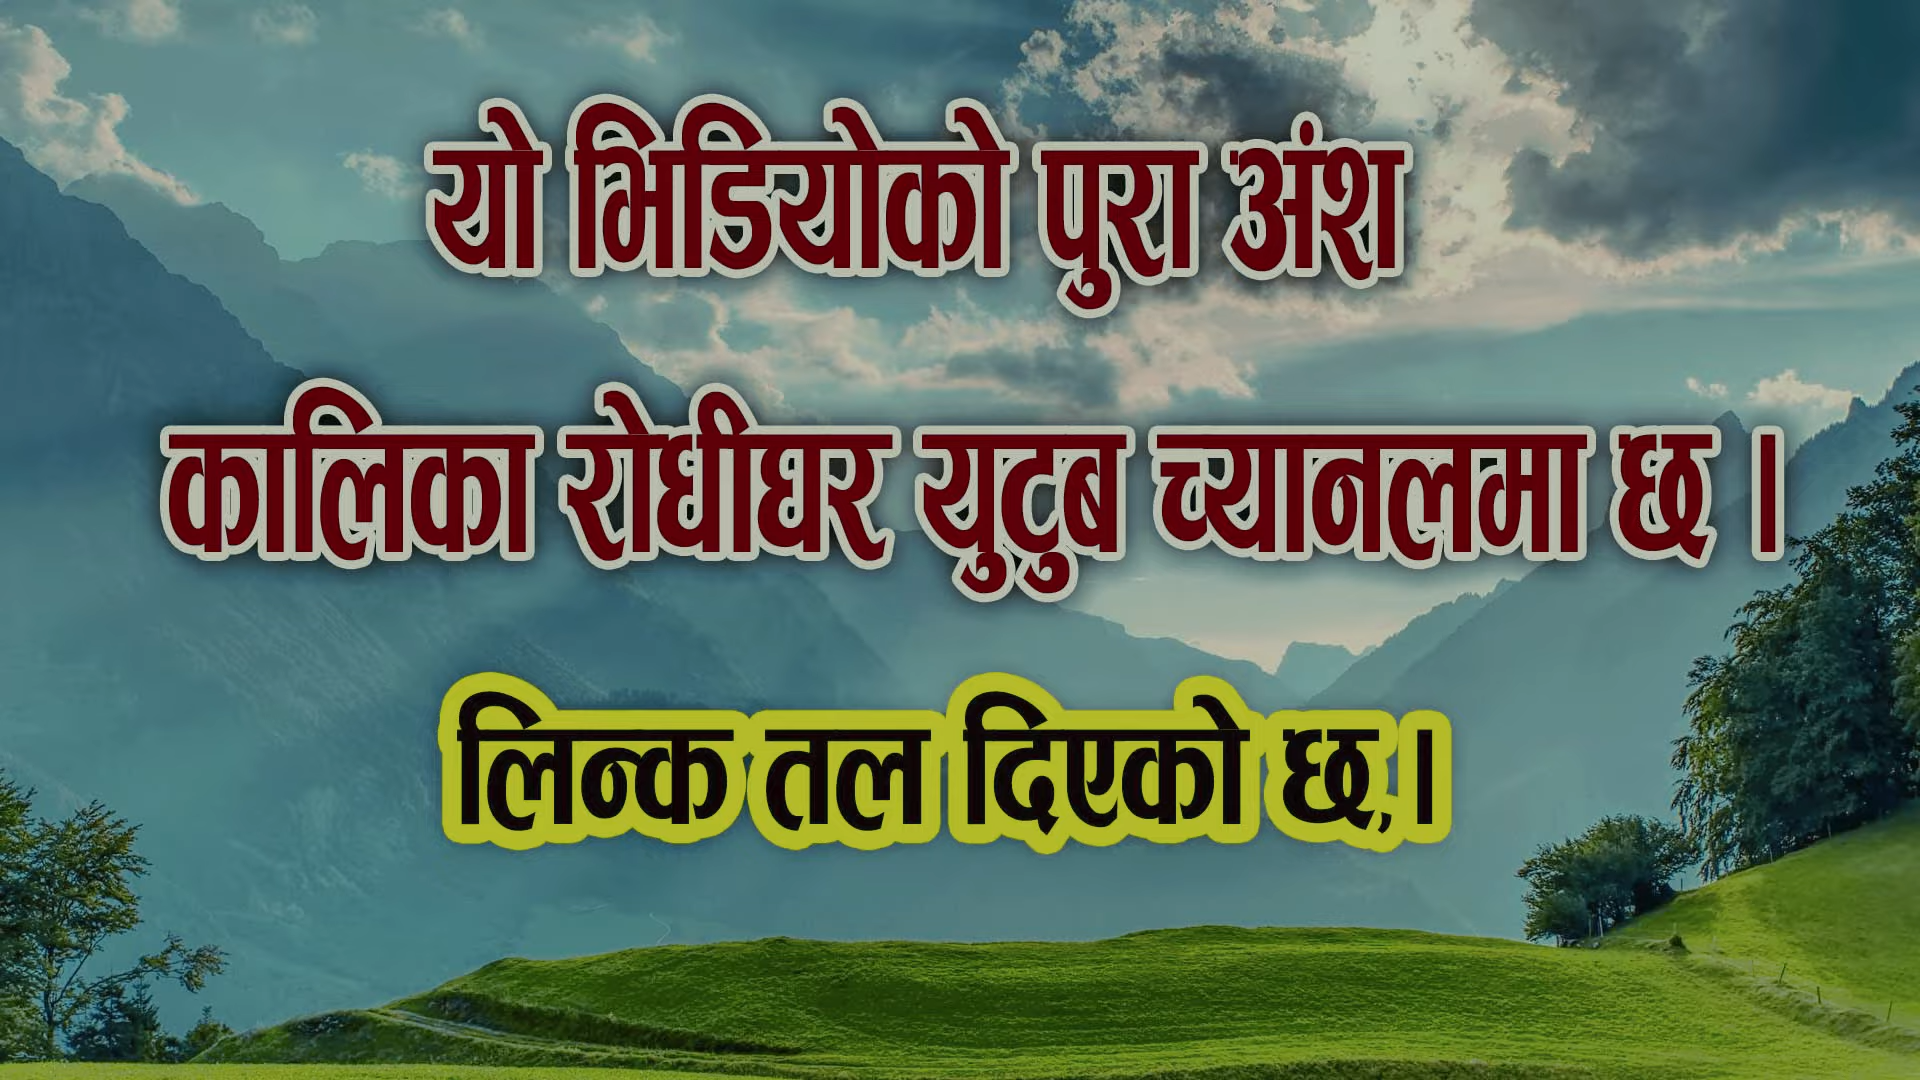 यो भिडियोको पुरा अंश
कालिका रोधीघर युटुब च्यानलमा छ ।
लिन्क तल दिएको छ,।